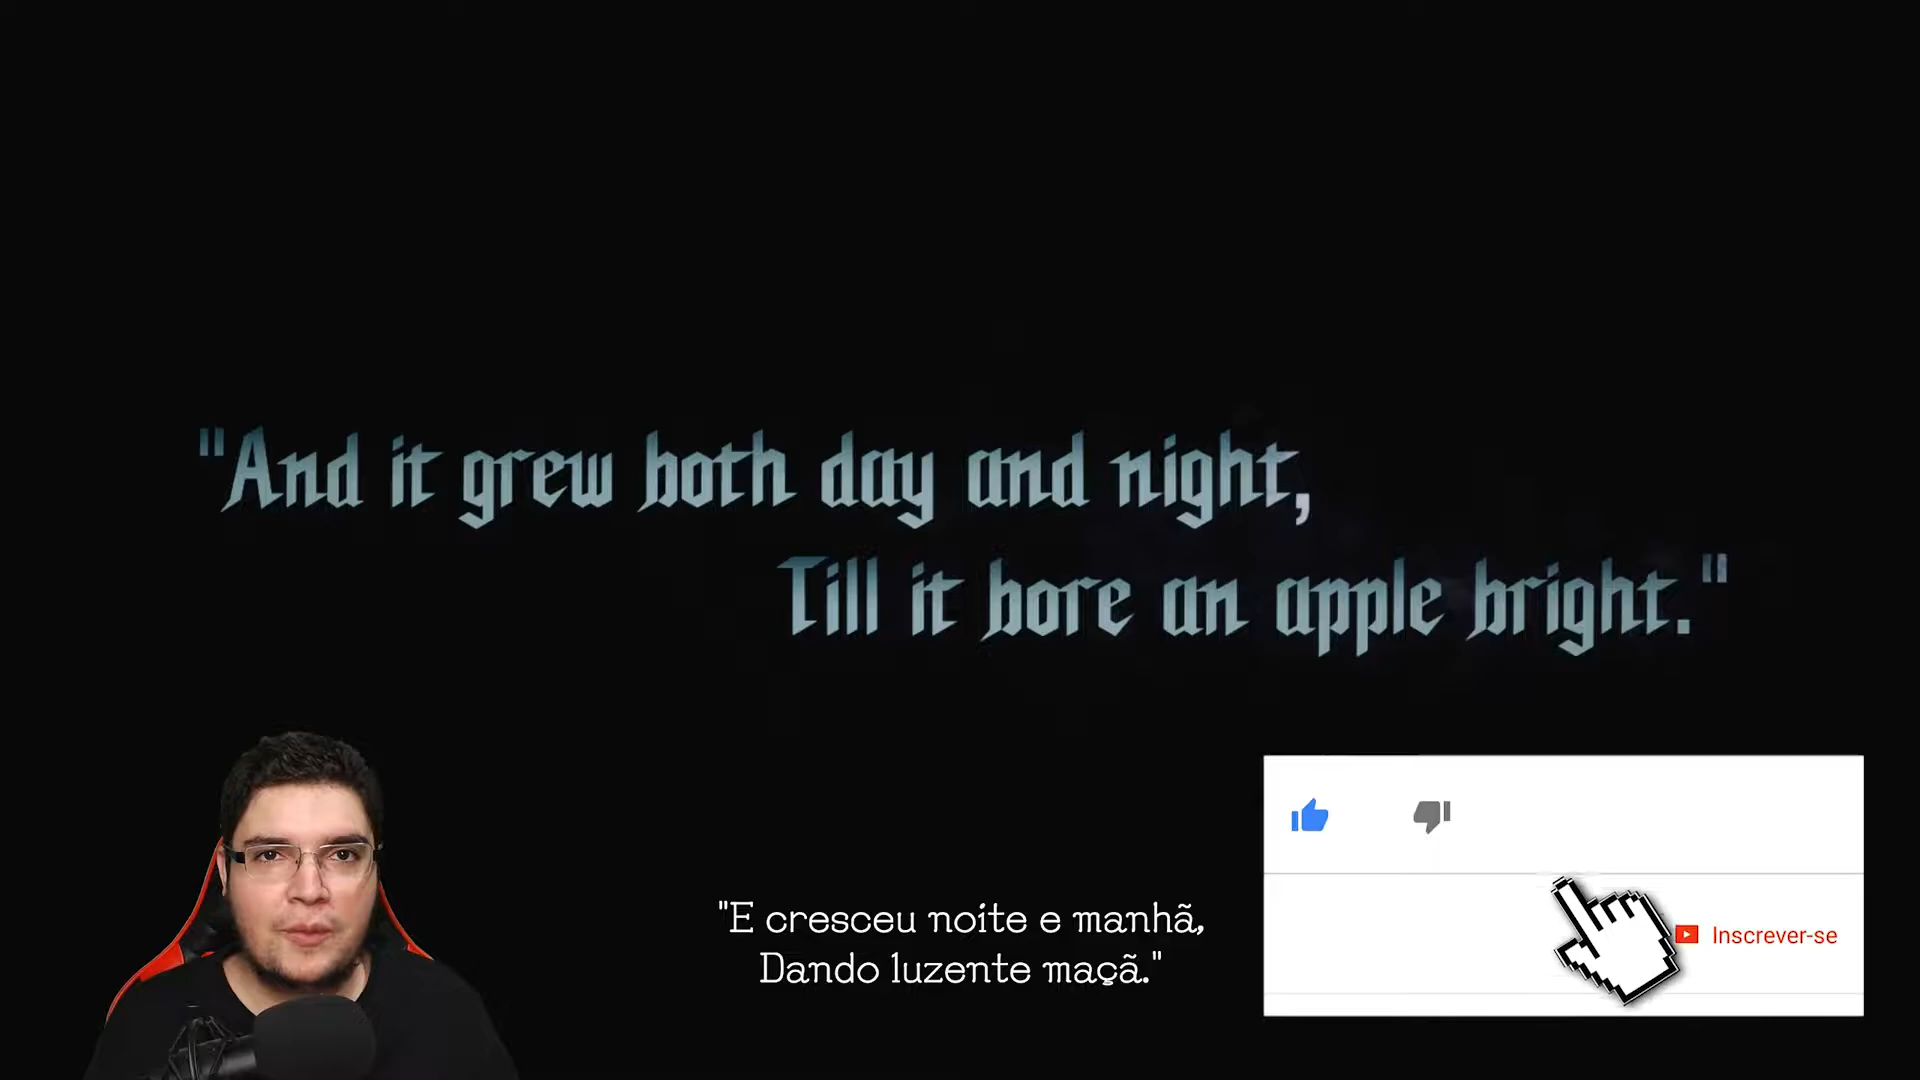 "And it grew both day and night,
Till it bore an apple bright."
"E cresceu noite e manhã,
Dando luzente maçã."
Inscrever-se